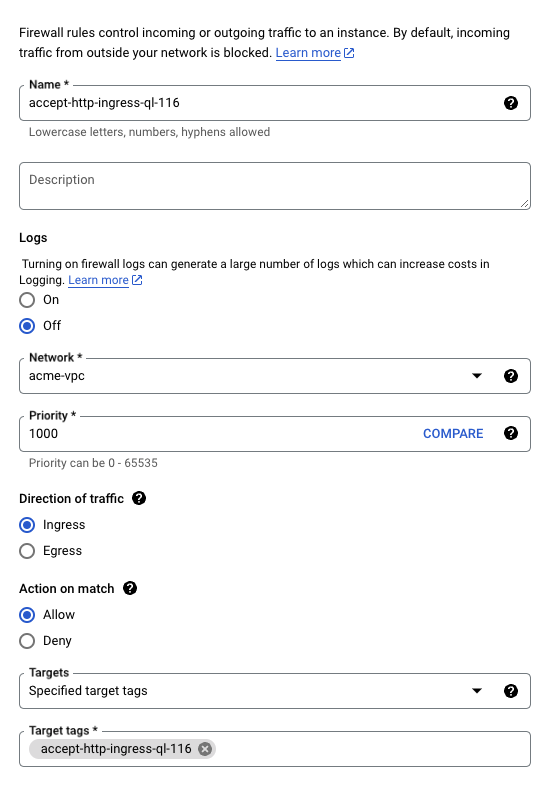 Firewall rules control incoming or outgoing traffic to an instance. By default, incoming
traffic from outside your network is blocked. Learn more
Name *
accept-http-ingress-ql-116
Lowercase letters, numbers, hyphens allowed
Description
Logs
Turning on firewall logs can generate a large number of logs which can increase costs in
Logging. Learn more
On
Off
Network *
acme-vpc
Priority *
1000 COMPARE
Priority can be 0 - 65535
Direction of traffic
Ingress
Egress
Action on match
Allow
Deny
Targets
Specified target tags
Target tags *
accept-http-ingress-ql-116